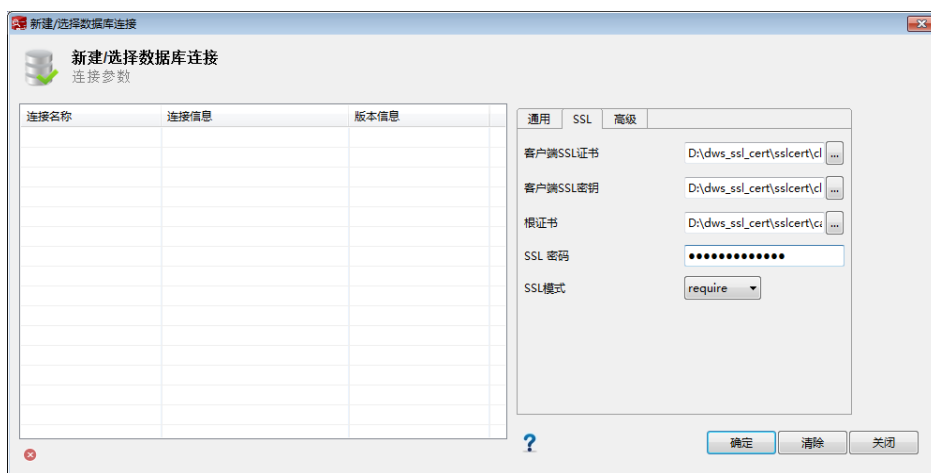 新建/选择数据库连接
新建/选择数据库连接
连接参数
连接名称 连接信息 版本信息
通用 SSL 高级
客户端SSL证书 D:\dws_ssl_cert\sslcert\cl ...
客户端SSL密钥 D:\dws_ssl_cert\sslcert\cl ...
根证书 D:\dws_ssl_cert\sslcert\ca ...
SSL 密码 ●●●●●●●●●●●●●
SSL模式 require
? 确定 清除 关闭